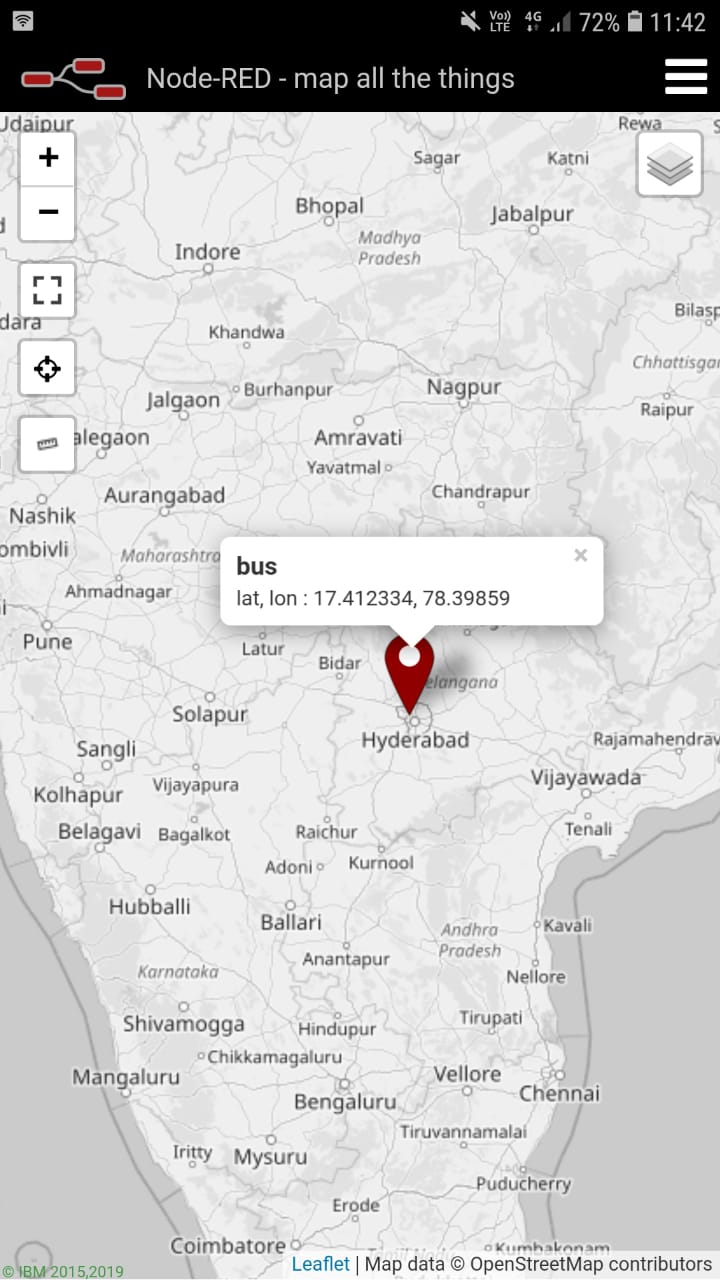 Vo)) LTE 4G 72% 11:42
Node-RED - map all the things
Udaipur
Rewa
Sagar
Katni
+
Bhopal
Jabalpur
−
Madhya
Pradesh
Indore
dara
Khandwa
Bilasp
Chhattisgar
Burhanpur
Nagpur
Jalgaon
Raipur
alegaon
Amravati
Yavatmal
Aurangabad
Chandrapur
Nashik
ombivli
Maharashtra
bus
×
lat, lon : 17.412334, 78.39859
Ahmadnagar
Pune
Latur
Bidar
elangana
Solapur
Hyderabad
Sangli
Rajamahendrav
Kolhapur
Vijayapura
Vijayawada
Belagavi
Bagalkot
Raichur
Tenali
Adoni
Kurnool
Hubballi
Ballari
Andhra
Pradesh
Kavali
Anantapur
Karnataka
Nellore
Shivamogga
Hindupur
Tirupati
Chikkamagaluru
Mangaluru
Vellore
Bengaluru
Chennai
Tiruvannamalai
Iritty
Mysuru
Puducherry
Erode
Coimbatore
Tamil Nadu
Kumbakonam
© IBM 2015,2019
Leaflet | Map data © OpenStreetMap contributors